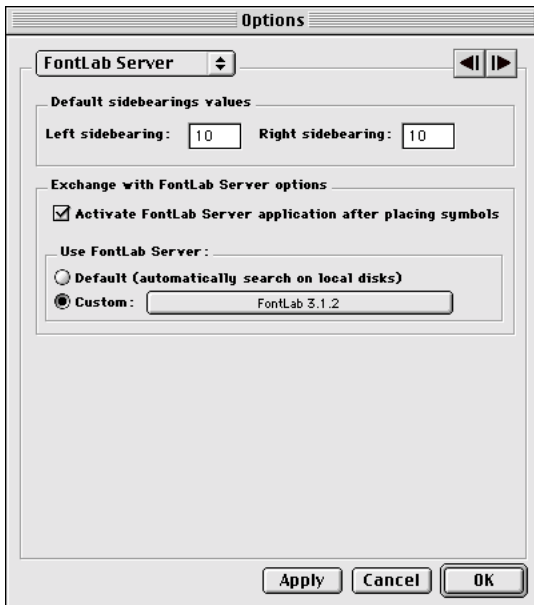 Options
FontLab Server
Default sidebearings values
Left sidebearing: 10 Right sidebearing: 10
Exchange with FontLab Server options
Activate FontLab Server application after placing symbols
Use FontLab Server:
Default (automatically search on local disks)
Custom: FontLab 3.1.2
Apply Cancel OK